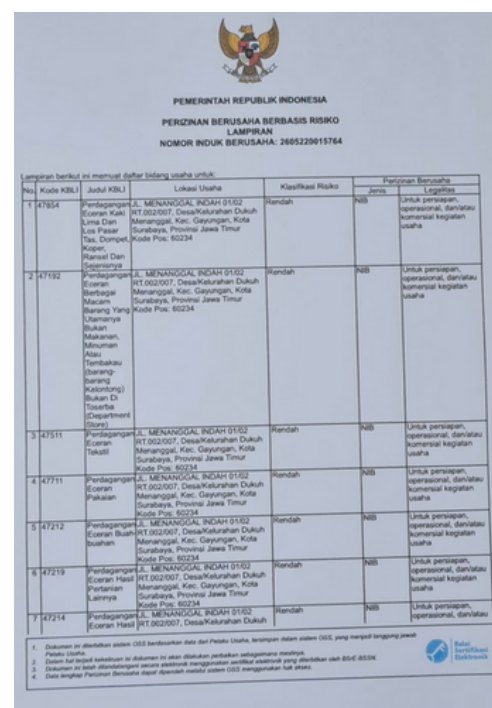 PEMERINTAH REPUBLIK INDONESIA
PERIZINAN BERUSAHA BERBASIS RISIKO
LAMPIRAN
NOMOR INDUK BERUSAHA: 2605220015764
Lampiran berikut ini memuat daftar bidang usaha untuk:
No. Kode KBLI Judul KBLI Lokasi Usaha Klasifikasi Risiko Perizinan Berusaha
Jenis Legalitas
1 47854 Perdagangan Eceran Kaki Lima Dan Los Pasar Tas, Dompet, Koper, Ransel Dan Sejenisnya
JL. MENANGGAL INDAH 01/02
RT.002/007, Desa/Kelurahan Dukuh
Menanggal, Kec. Gayungan, Kota
Surabaya, Provinsi Jawa Timur
Kode Pos: 60234
Rendah
NIB
Untuk persiapan,
operasional, dan/atau
komersial kegiatan
usaha
2 47192 Perdagangan Eceran Berbagai Macam Barang Yang Utamanya Bukan Makanan, Minuman Atau Tembakau (barang-barang Kelontong) Bukan Di Toserba (Department Store)
JL. MENANGGAL INDAH 01/02
RT.002/007, Desa/Kelurahan Dukuh
Menanggal, Kec. Gayungan, Kota
Surabaya, Provinsi Jawa Timur
Kode Pos: 60234
Rendah
NIB
Untuk persiapan,
operasional, dan/atau
komersial kegiatan
usaha
3 47511 Perdagangan Eceran Tekstil
JL. MENANGGAL INDAH 01/02
RT.002/007, Desa/Kelurahan Dukuh
Menanggal, Kec. Gayungan, Kota
Surabaya, Provinsi Jawa Timur
Kode Pos: 60234
Rendah
NIB
Untuk persiapan,
operasional, dan/atau
komersial kegiatan
usaha
4 47711 Perdagangan Eceran Pakaian
JL. MENANGGAL INDAH 01/02
RT.002/007, Desa/Kelurahan Dukuh
Menanggal, Kec. Gayungan, Kota
Surabaya, Provinsi Jawa Timur
Kode Pos: 60234
Rendah
NIB
Untuk persiapan,
operasional, dan/atau
komersial kegiatan
usaha
5 47212 Perdagangan Eceran Buah-buahan
JL. MENANGGAL INDAH 01/02
RT.002/007, Desa/Kelurahan Dukuh
Menanggal, Kec. Gayungan, Kota
Surabaya, Provinsi Jawa Timur
Kode Pos: 60234
Rendah
NIB
Untuk persiapan,
operasional, dan/atau
komersial kegiatan
usaha
6 47219 Perdagangan Eceran Hasil Pertanian Lainnya
JL. MENANGGAL INDAH 01/02
RT.002/007, Desa/Kelurahan Dukuh
Menanggal, Kec. Gayungan, Kota
Surabaya, Provinsi Jawa Timur
Kode Pos: 60234
Rendah
NIB
Untuk persiapan,
operasional, dan/atau
komersial kegiatan
usaha
7 47214 Perdagangan Eceran Hasil
JL. MENANGGAL INDAH 01/02
RT.002/007, Desa/Kelurahan Dukuh
Rendah
NIB
Untuk persiapan,
operasional, dan/atau
1. Dokumen ini diterbitkan sistem OSS berdasarkan data dari Pelaku Usaha, tersimpan dalam sistem OSS, yang menjadi tanggung jawab
Pelaku Usaha.
2. Dalam hal terjadi kekeliruan isi dokumen ini akan dilakukan perbaikan sebagaimana mestinya.
3. Dokumen ini telah ditandatangani secara elektronik menggunakan sertifikat elektronik yang diterbitkan oleh BSrE-BSSN.
4. Data lengkap Perizinan Berusaha dapat diperoleh melalui sistem OSS menggunakan hak akses.
Balai
Sertifikasi
Elektronik